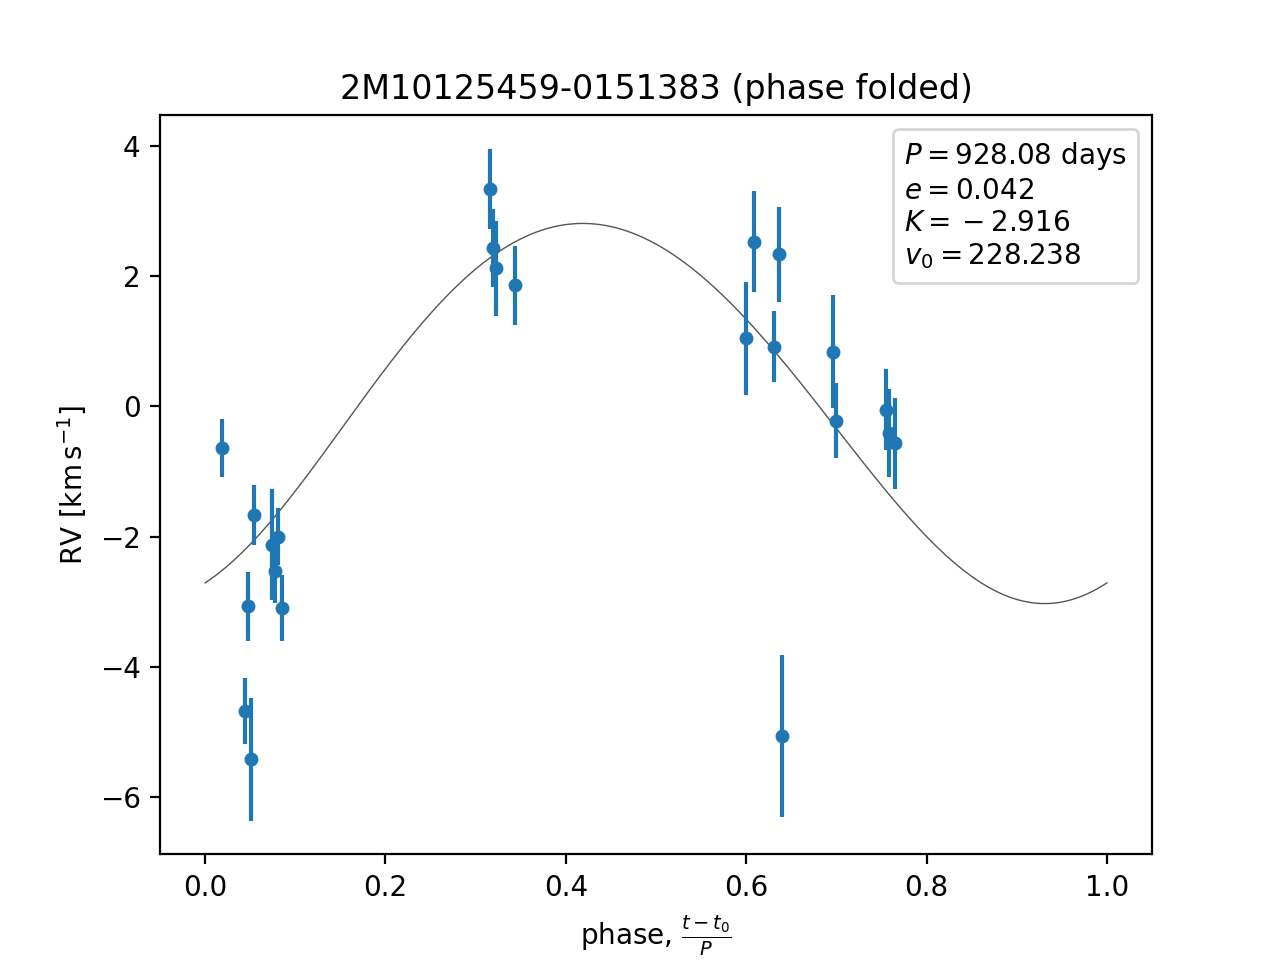 2M10125459-0151383 (phase folded)
P = 928.08 days
e = 0.042
K = −2.916
v₀ = 228.238
RV [km s⁻¹]
4
2
0
−2
−4
−6
0.0 0.2 0.4 0.6 0.8 1.0
phase, (t − t₀)/P